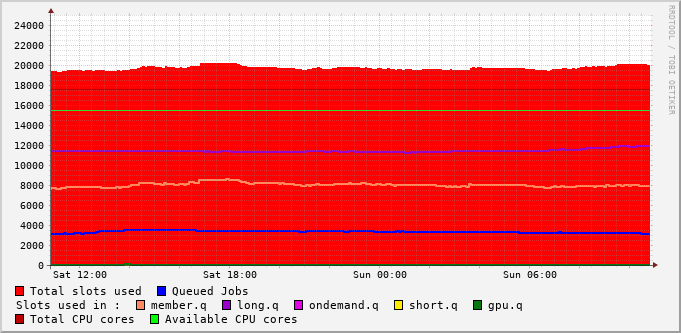 RRDTOOL / TOBI OETIKER
24000
22000
20000
18000
16000
14000
12000
10000
8000
6000
4000
2000
0
Sat 12:00 Sat 18:00 Sun 00:00 Sun 06:00
Total slots used Queued Jobs
Slots used in : member.q long.q ondemand.q short.q gpu.q
Total CPU cores Available CPU cores